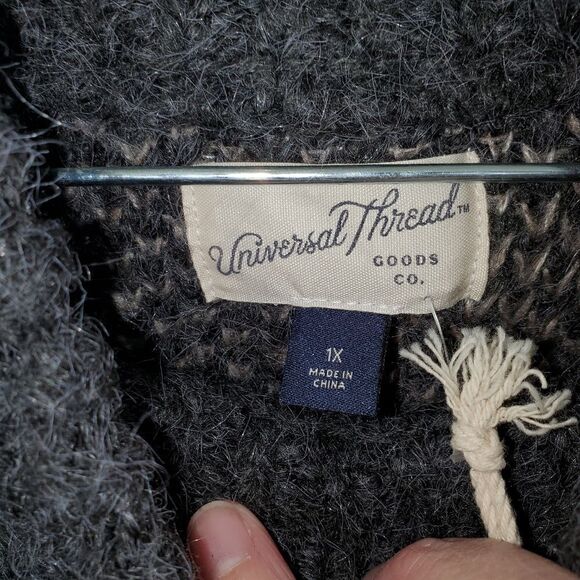 Universal Thread™
GOODS
CO.
1X
MADE IN
CHINA